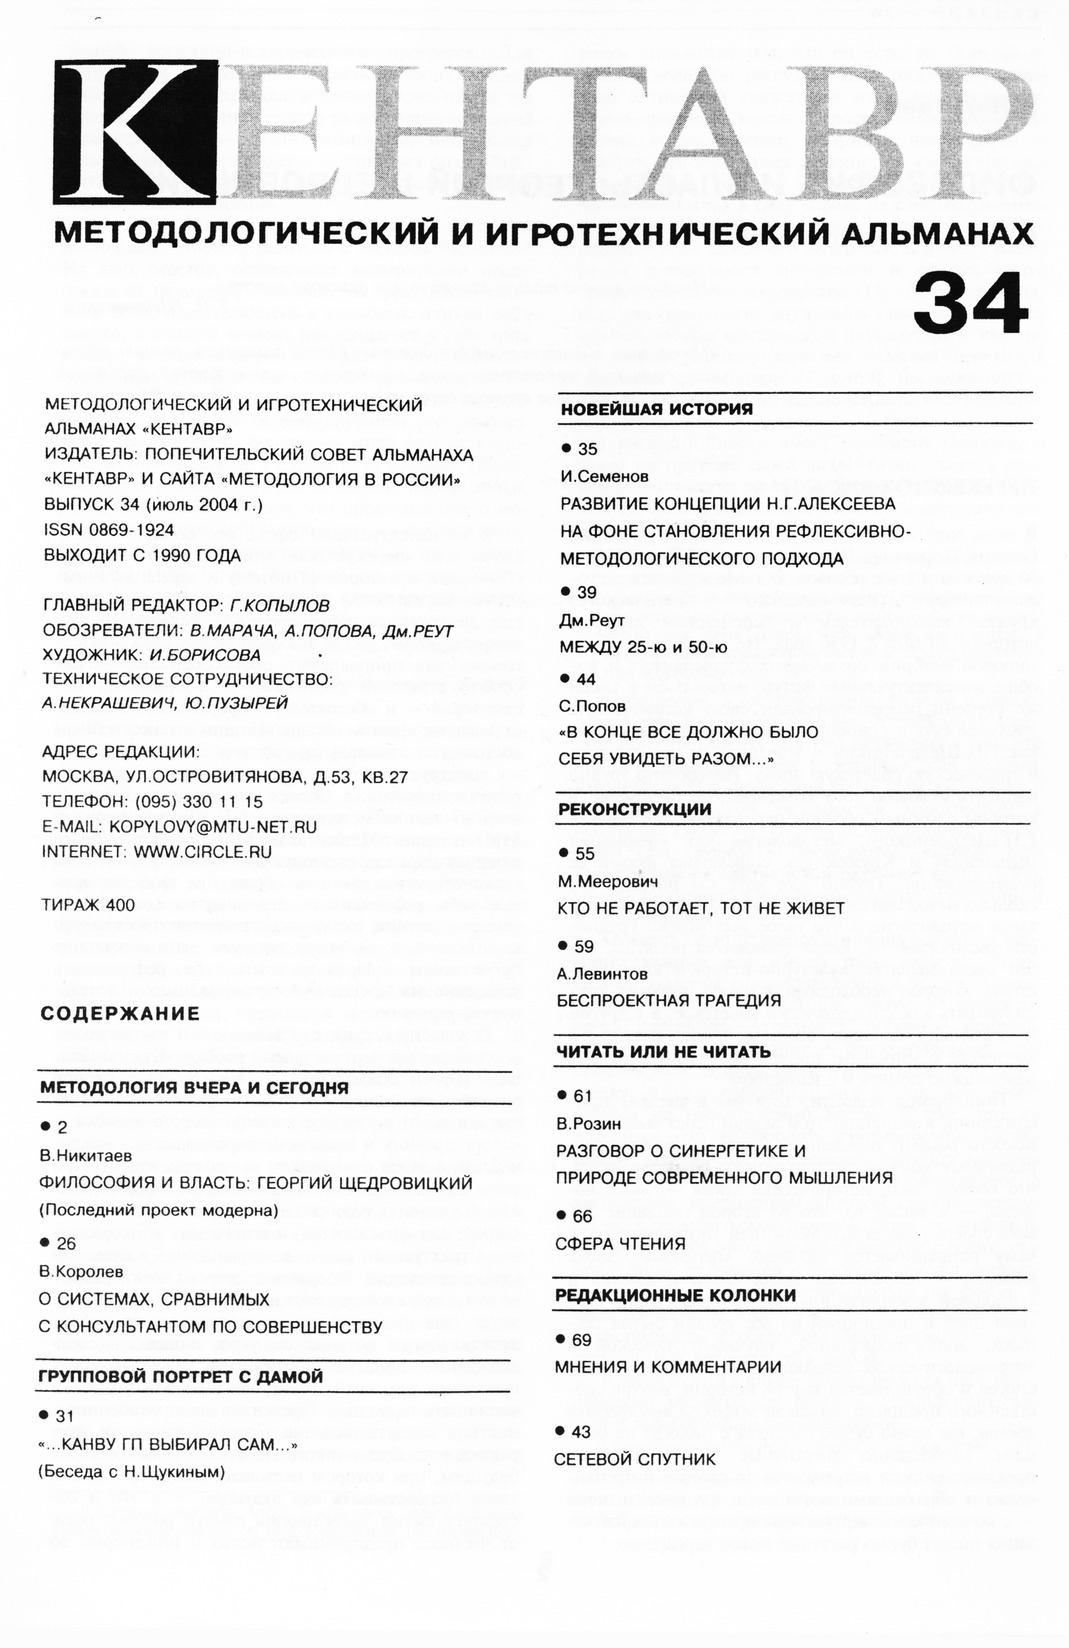 КЕНТАВР
МЕТОДОЛОГИЧЕСКИЙ И ИГРОТЕХНИЧЕСКИЙ АЛЬМАНАХ
34
МЕТОДОЛОГИЧЕСКИЙ И ИГРОТЕХНИЧЕСКИЙ
АЛЬМАНАХ «КЕНТАВР»
ИЗДАТЕЛЬ: ПОПЕЧИТЕЛЬСКИЙ СОВЕТ АЛЬМАНАХА
«КЕНТАВР» И САЙТА «МЕТОДОЛОГИЯ В РОССИИ»
ВЫПУСК 34 (июль 2004 г.)
ISSN 0869-1924
ВЫХОДИТ С 1990 ГОДА
ГЛАВНЫЙ РЕДАКТОР: Г.КОПЫЛОВ
ОБОЗРЕВАТЕЛИ: В.МАРАЧА, А.ПОПОВА, Дм.РЕУТ
ХУДОЖНИК: И.БОРИСОВА
ТЕХНИЧЕСКОЕ СОТРУДНИЧЕСТВО:
А.НЕКРАШЕВИЧ, Ю.ПУЗЫРЕЙ
АДРЕС РЕДАКЦИИ:
МОСКВА, УЛ.ОСТРОВИТЯНОВА, Д.53, КВ.27
ТЕЛЕФОН: (095) 330 11 15
E-MAIL: KOPYLOVY@MTU-NET.RU
INTERNET: WWW.CIRCLE.RU
ТИРАЖ 400
СОДЕРЖАНИЕ
МЕТОДОЛОГИЯ ВЧЕРА И СЕГОДНЯ
● 2
В.Никитаев
ФИЛОСОФИЯ И ВЛАСТЬ: ГЕОРГИЙ ЩЕДРОВИЦКИЙ
(Последний проект модерна)
● 26
В.Королев
О СИСТЕМАХ, СРАВНИМЫХ
С КОНСУЛЬТАНТОМ ПО СОВЕРШЕНСТВУ
ГРУППОВОЙ ПОРТРЕТ С ДАМОЙ
● 31
«...КАНВУ ГП ВЫБИРАЛ САМ...»
(Беседа с Н.Щукиным)
НОВЕЙШАЯ ИСТОРИЯ
● 35
И.Семенов
РАЗВИТИЕ КОНЦЕПЦИИ Н.Г.АЛЕКСЕЕВА
НА ФОНЕ СТАНОВЛЕНИЯ РЕФЛЕКСИВНО-
МЕТОДОЛОГИЧЕСКОГО ПОДХОДА
● 39
Дм.Реут
МЕЖДУ 25-ю и 50-ю
● 44
С.Попов
«В КОНЦЕ ВСЕ ДОЛЖНО БЫЛО
СЕБЯ УВИДЕТЬ РАЗОМ...»
РЕКОНСТРУКЦИИ
● 55
М.Меерович
КТО НЕ РАБОТАЕТ, ТОТ НЕ ЖИВЕТ
● 59
А.Левинтов
БЕСПРОЕКТНАЯ ТРАГЕДИЯ
ЧИТАТЬ ИЛИ НЕ ЧИТАТЬ
● 61
В.Розин
РАЗГОВОР О СИНЕРГЕТИКЕ И
ПРИРОДЕ СОВРЕМЕННОГО МЫШЛЕНИЯ
● 66
СФЕРА ЧТЕНИЯ
РЕДАКЦИОННЫЕ КОЛОНКИ
● 69
МНЕНИЯ И КОММЕНТАРИИ
● 43
СЕТЕВОЙ СПУТНИК